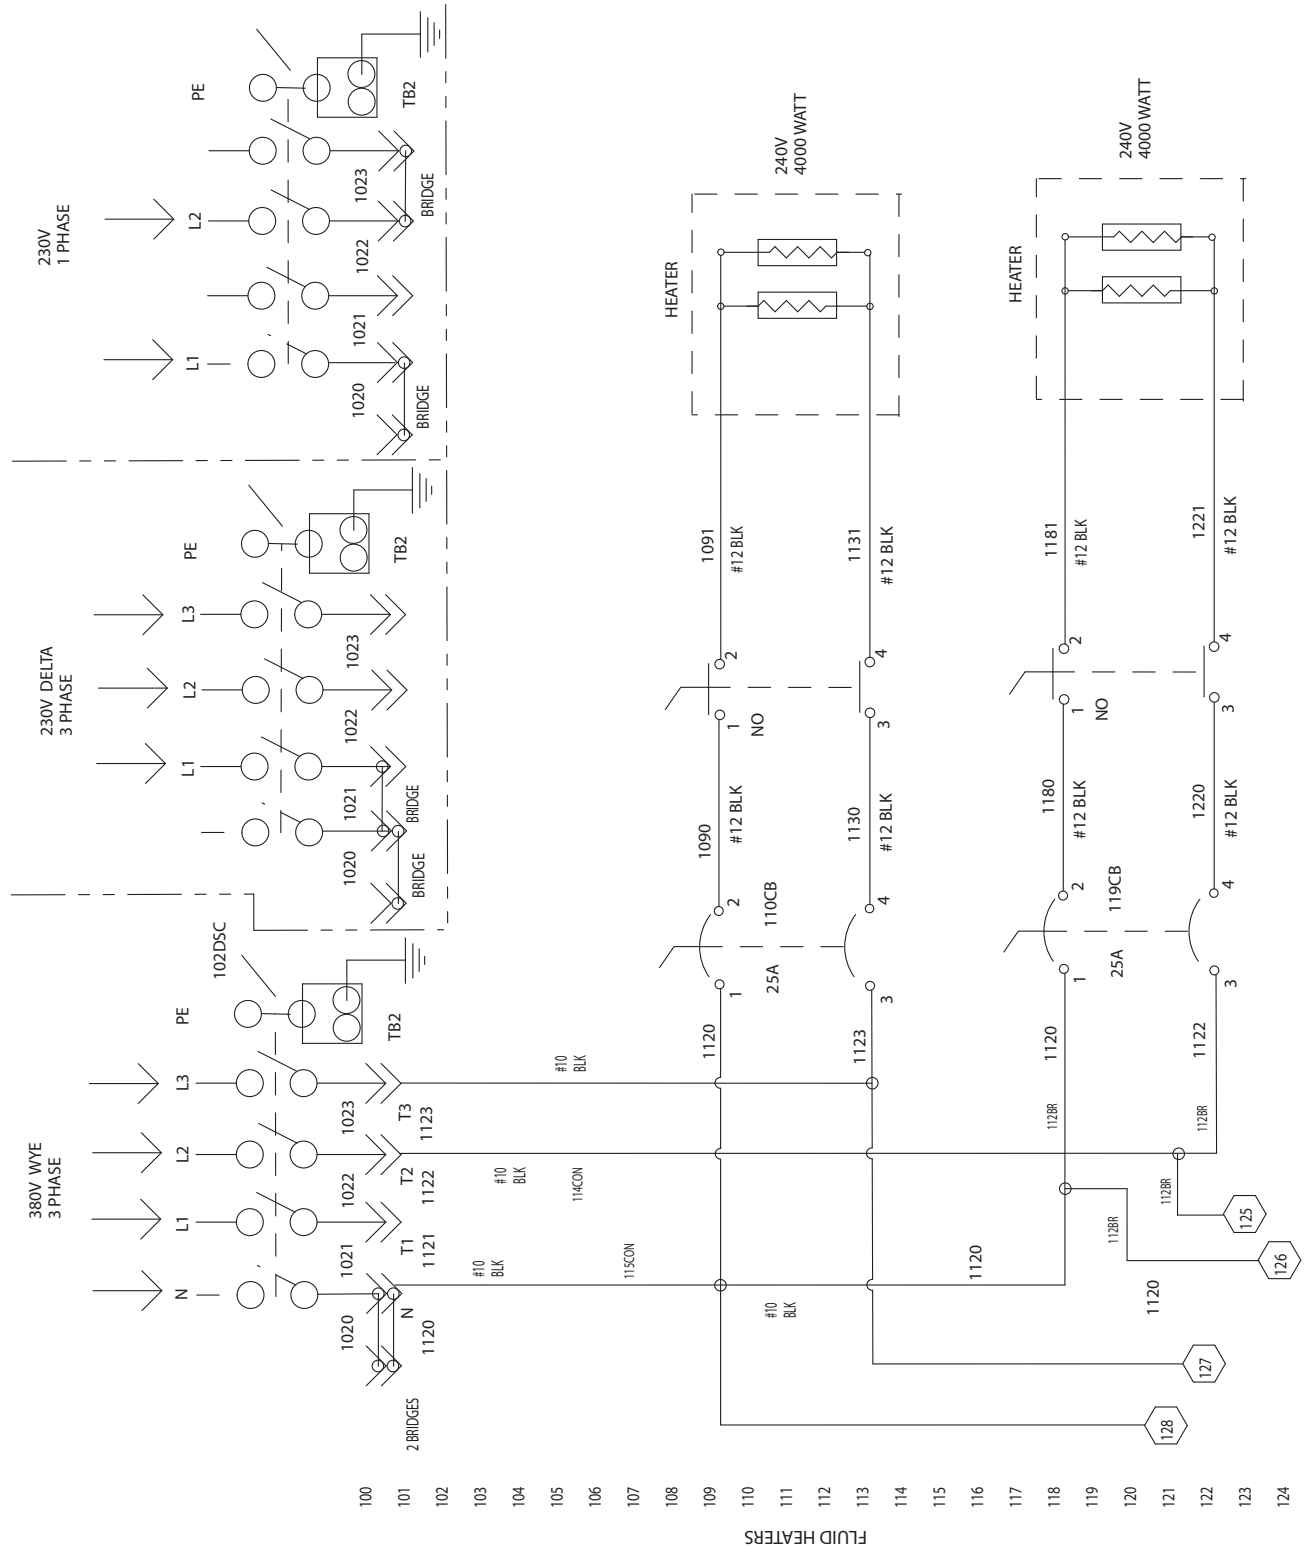 380V WYE
3 PHASE
N
L1
L2
L3
PE
102DSC
1020
1021
1022
1023
TB2
N
1120
T1
1121
T2
1122
T3
1123
2 BRIDGES
230V DELTA
3 PHASE
L1
L2
L3
PE
1020
1021
1022
1023
TB2
BRIDGE
BRIDGE
230V
1 PHASE
L1
L2
PE
1020
1021
1022
1023
TB2
BRIDGE
BRIDGE
#10
BLK
#10
BLK
#10
BLK
114CON
115CON
#10
BLK
1120
1
2
110CB
25A
1090
#12 BLK
1
2
NO
1091
#12 BLK
HEATER
240V
4000 WATT
1123
3
4
1130
#12 BLK
3
4
1131
#12 BLK
1120
112BR
1120
1
2
119CB
25A
1180
#12 BLK
1
2
NO
1181
#12 BLK
HEATER
240V
4000 WATT
112BR
1122
3
4
1220
#12 BLK
3
4
1221
#12 BLK
112BR
112BR
1120
125
126
127
128
100
101
102
103
104
105
106
107
108
109
110
111
112
113
114
115
116
117
118
119
120
121
122
123
124
FLUID HEATERS